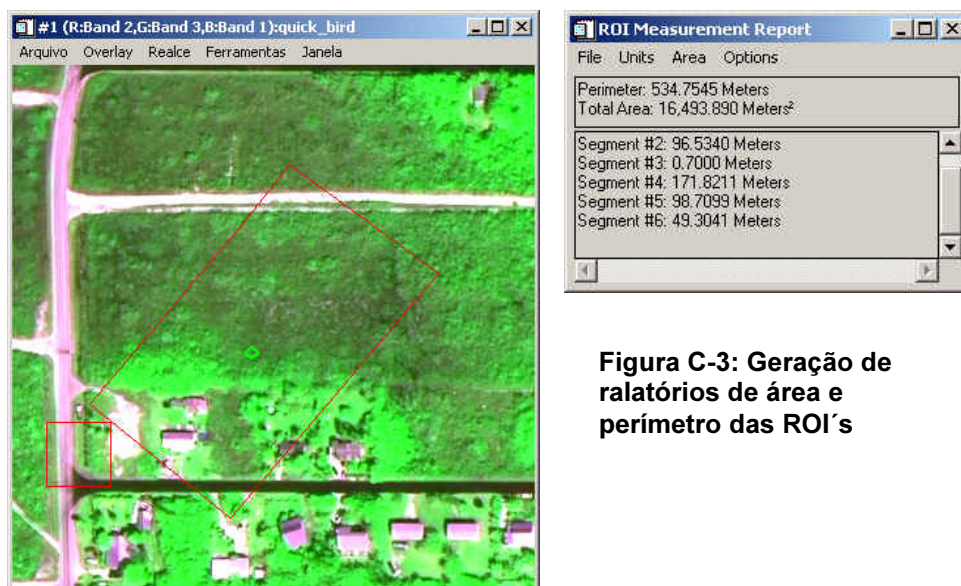 #1 (R:Band 2,G:Band 3,B:Band 1):quick_bird
Arquivo Overlay Realce Ferramentas Janela
ROI Measurement Report
File Units Area Options
Perimeter: 534.7545 Meters
Total Area: 16,493.890 Meters²
Segment #2: 96.5340 Meters
Segment #3: 0.7000 Meters
Segment #4: 171.8211 Meters
Segment #5: 98.7099 Meters
Segment #6: 49.3041 Meters
Figura C-3: Geração de
ralatórios de área e
perímetro das ROI´s